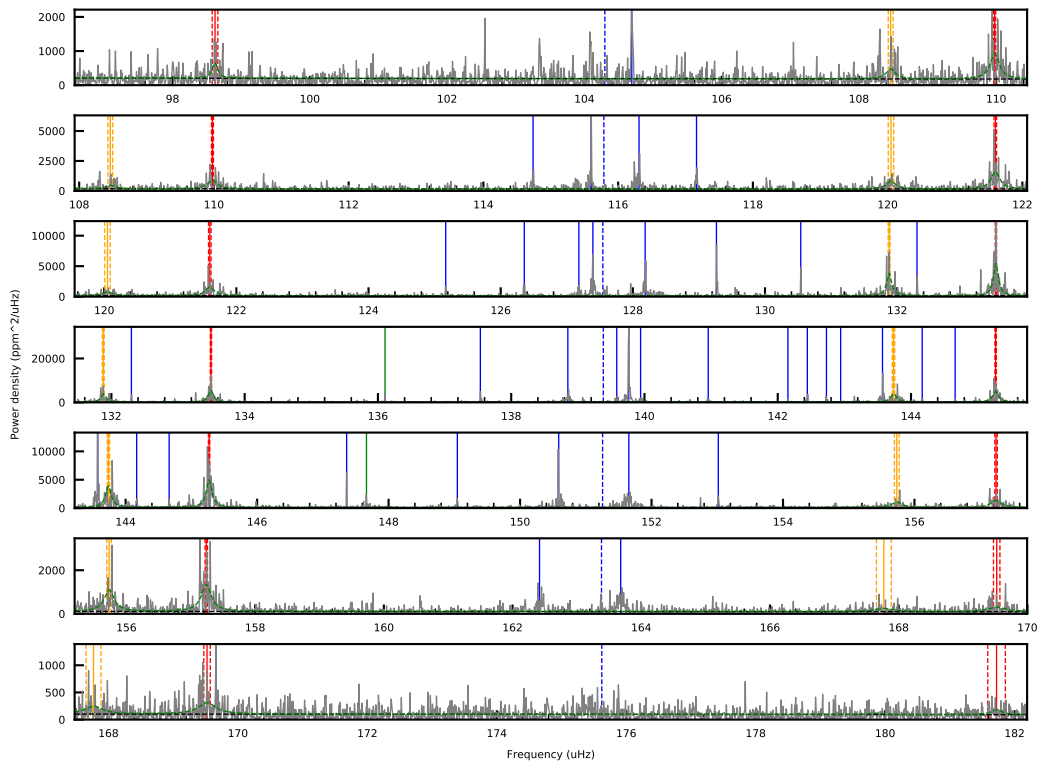 2200
1100
0
98 100 102 104 106 108 110
5000
2500
0
108 110 112 114 116 118 120 122
10000
5000
0
120 122 124 126 128 130 132
20000
0
132 134 136 138 140 142 144
Power density (ppm^2/uHz)
10000
5000
0
144 146 148 150 152 154 156
2000
0
156 158 160 162 164 166 168 170
1000
500
0
168 170 172 174 176 178 180 182
Frequency (uHz)